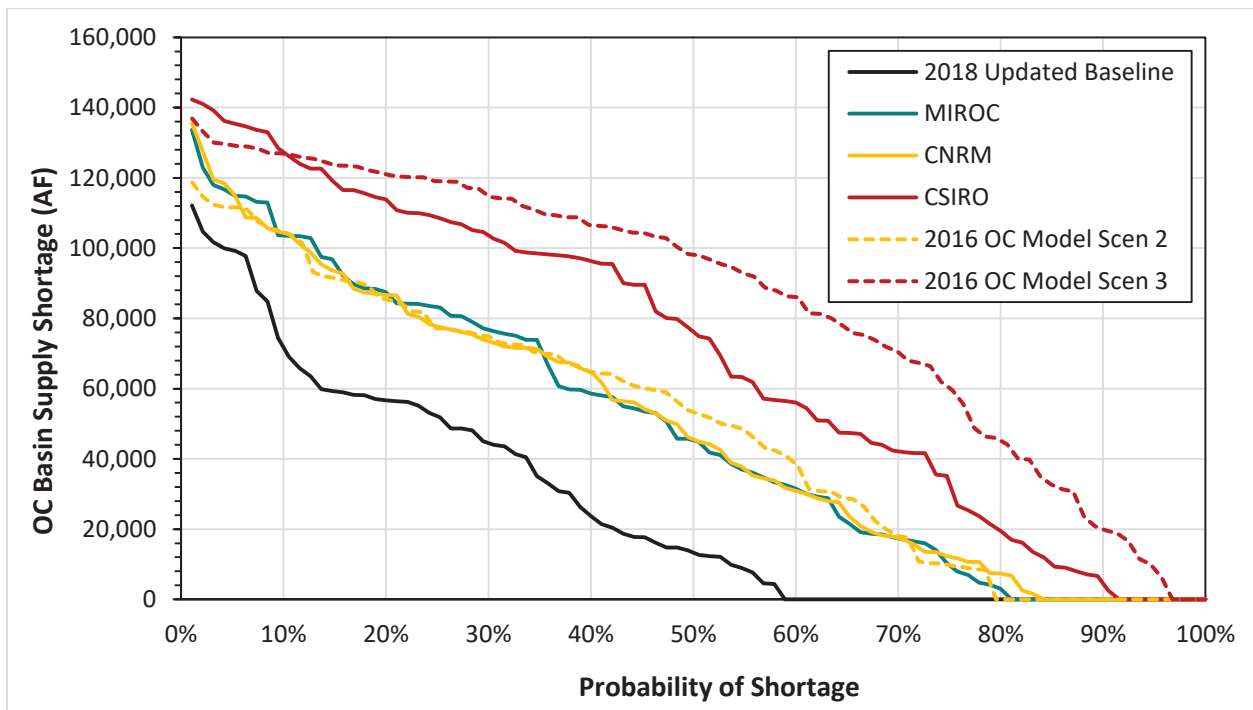 OC Basin Supply Shortage (AF)
160,000
140,000
120,000
100,000
80,000
60,000
40,000
20,000
0
2018 Updated Baseline
MIROC
CNRM
CSIRO
2016 OC Model Scen 2
2016 OC Model Scen 3
0% 10% 20% 30% 40% 50% 60% 70% 80% 90% 100%
Probability of Shortage